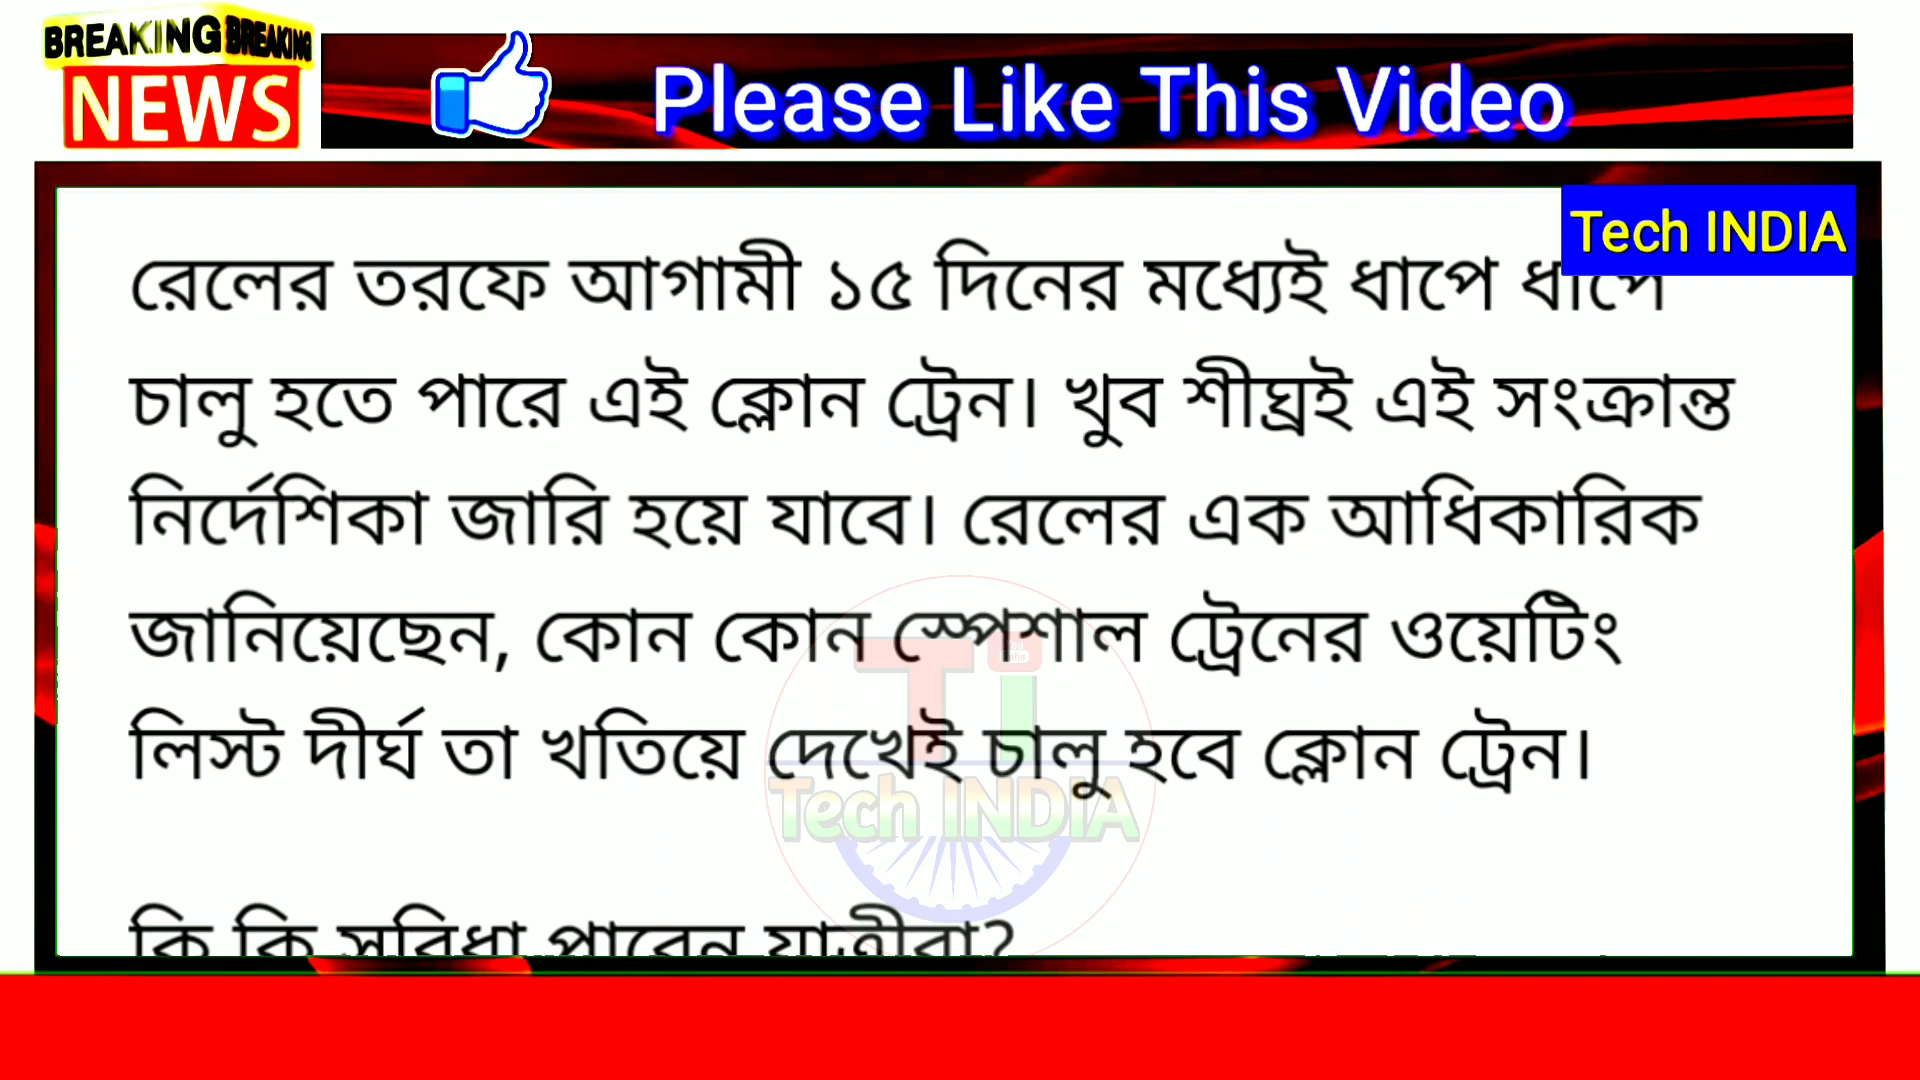 BREAKING BREAKING
NEWS
Please Like This Video
Tech INDIA
রেলের তরফে আগামী ১৫ দিনের মধ্যেই ধাপে ধাপে
চালু হতে পারে এই ক্লোন ট্রেন। খুব শীঘ্রই এই সংক্রান্ত
নির্দেশিকা জারি হয়ে যাবে। রেলের এক আধিকারিক
জানিয়েছেন, কোন কোন স্পেশাল ট্রেনের ওয়েটিং
লিস্ট দীর্ঘ তা খতিয়ে দেখেই চালু হবে ক্লোন ট্রেন।
Ti
Tech INDIA
কি কি সুবিধা পাবেন যাত্রীরা?